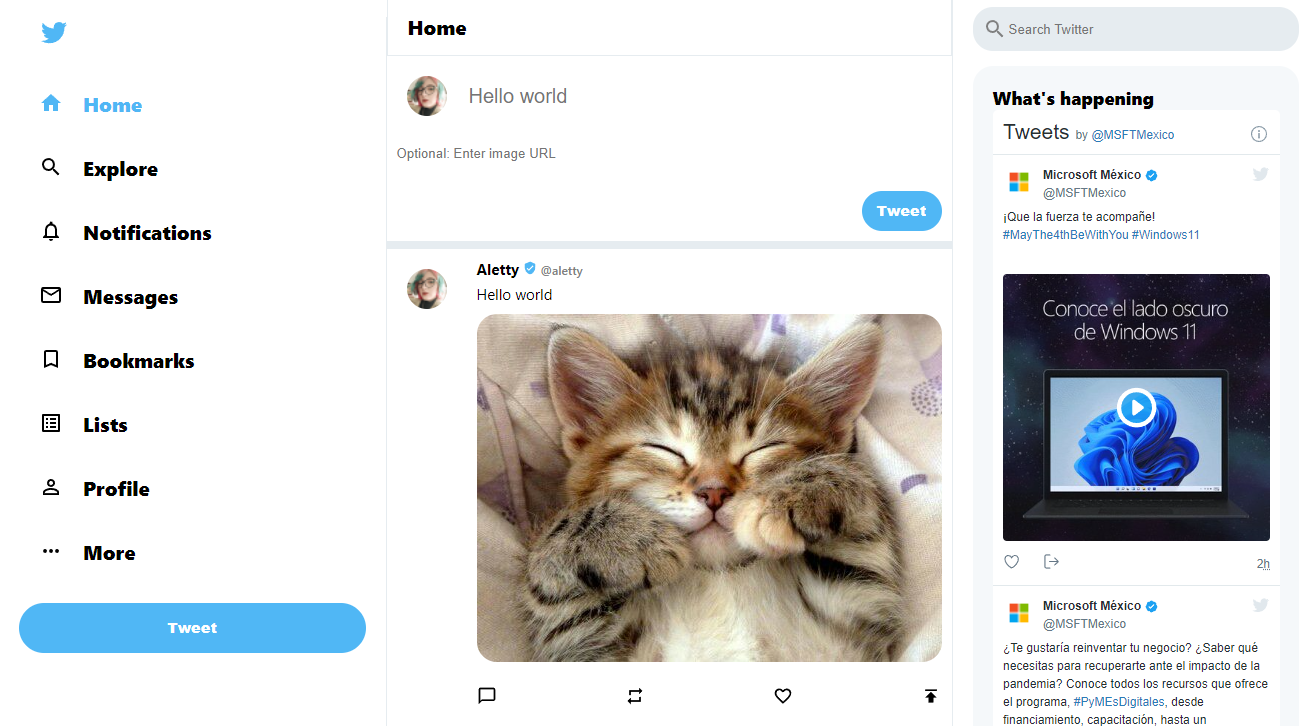 Home
Explore
Notifications
Messages
Bookmarks
Lists
Profile
More
Tweet
Home
Hello world
Optional: Enter image URL
Tweet
Aletty @aletty
Hello world
Search Twitter
What's happening
Tweets by @MSFTMexico
Microsoft México
@MSFTMexico
¡Que la fuerza te acompañe!
#MayThe4thBeWithYou #Windows11
Conoce el lado oscuro
de Windows 11
2h
Microsoft México
@MSFTMexico
¿Te gustaría reinventar tu negocio? ¿Saber qué
necesitas para recuperarte ante el impacto de la
pandemia? Conoce todos los recursos que ofrece
el programa, #PyMEsDigitales, desde
financiamiento, capacitación, hasta un